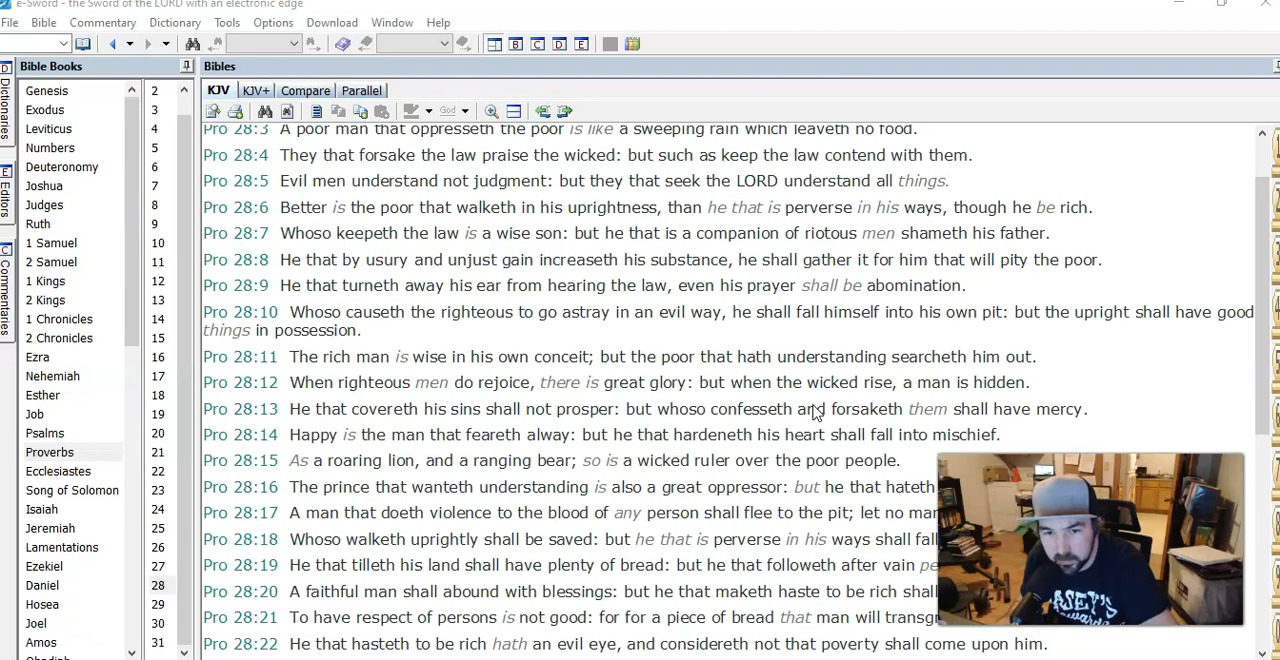 e-Sword - the Sword of the LORD with an electronic edge
File Bible Commentary Dictionary Tools Options Download Window Help
B C D E
Bible Books
Bibles
KJV KJV+ Compare Parallel
God
D Dictionaries
E Editors
C Commentaries
Genesis 2
Exodus 3
Leviticus 4
Numbers 5
Deuteronomy 6
Joshua 7
Judges 8
Ruth 9
1 Samuel 10
2 Samuel 11
1 Kings 12
2 Kings 13
1 Chronicles 14
2 Chronicles 15
Ezra 16
Nehemiah 17
Esther 18
Job 19
Psalms 20
Proverbs 21
Ecclesiastes 22
Song of Solomon 23
Isaiah 24
Jeremiah 25
Lamentations 26
Ezekiel 27
Daniel 28
Hosea 29
Joel 30
Amos 31
Pro 28:3 A poor man that oppresseth the poor is like a sweeping rain which leaveth no food.
Pro 28:4 They that forsake the law praise the wicked: but such as keep the law contend with them.
Pro 28:5 Evil men understand not judgment: but they that seek the LORD understand all things.
Pro 28:6 Better is the poor that walketh in his uprightness, than he that is perverse in his ways, though he be rich.
Pro 28:7 Whoso keepeth the law is a wise son: but he that is a companion of riotous men shameth his father.
Pro 28:8 He that by usury and unjust gain increaseth his substance, he shall gather it for him that will pity the poor.
Pro 28:9 He that turneth away his ear from hearing the law, even his prayer shall be abomination.
Pro 28:10 Whoso causeth the righteous to go astray in an evil way, he shall fall himself into his own pit: but the upright shall have good
things in possession.
Pro 28:11 The rich man is wise in his own conceit; but the poor that hath understanding searcheth him out.
Pro 28:12 When righteous men do rejoice, there is great glory: but when the wicked rise, a man is hidden.
Pro 28:13 He that covereth his sins shall not prosper: but whoso confesseth and forsaketh them shall have mercy.
Pro 28:14 Happy is the man that feareth alway: but he that hardeneth his heart shall fall into mischief.
Pro 28:15 As a roaring lion, and a ranging bear; so is a wicked ruler over the poor people.
Pro 28:16 The prince that wanteth understanding is also a great oppressor: but he that hateth
Pro 28:17 A man that doeth violence to the blood of any person shall flee to the pit; let no man
Pro 28:18 Whoso walketh uprightly shall be saved: but he that is perverse in his ways shall fall
Pro 28:19 He that tilleth his land shall have plenty of bread: but he that followeth after vain pe
Pro 28:20 A faithful man shall abound with blessings: but he that maketh haste to be rich shall
Pro 28:21 To have respect of persons is not good: for for a piece of bread that man will transgr
Pro 28:22 He that hasteth to be rich hath an evil eye, and considereth not that poverty shall come upon him.